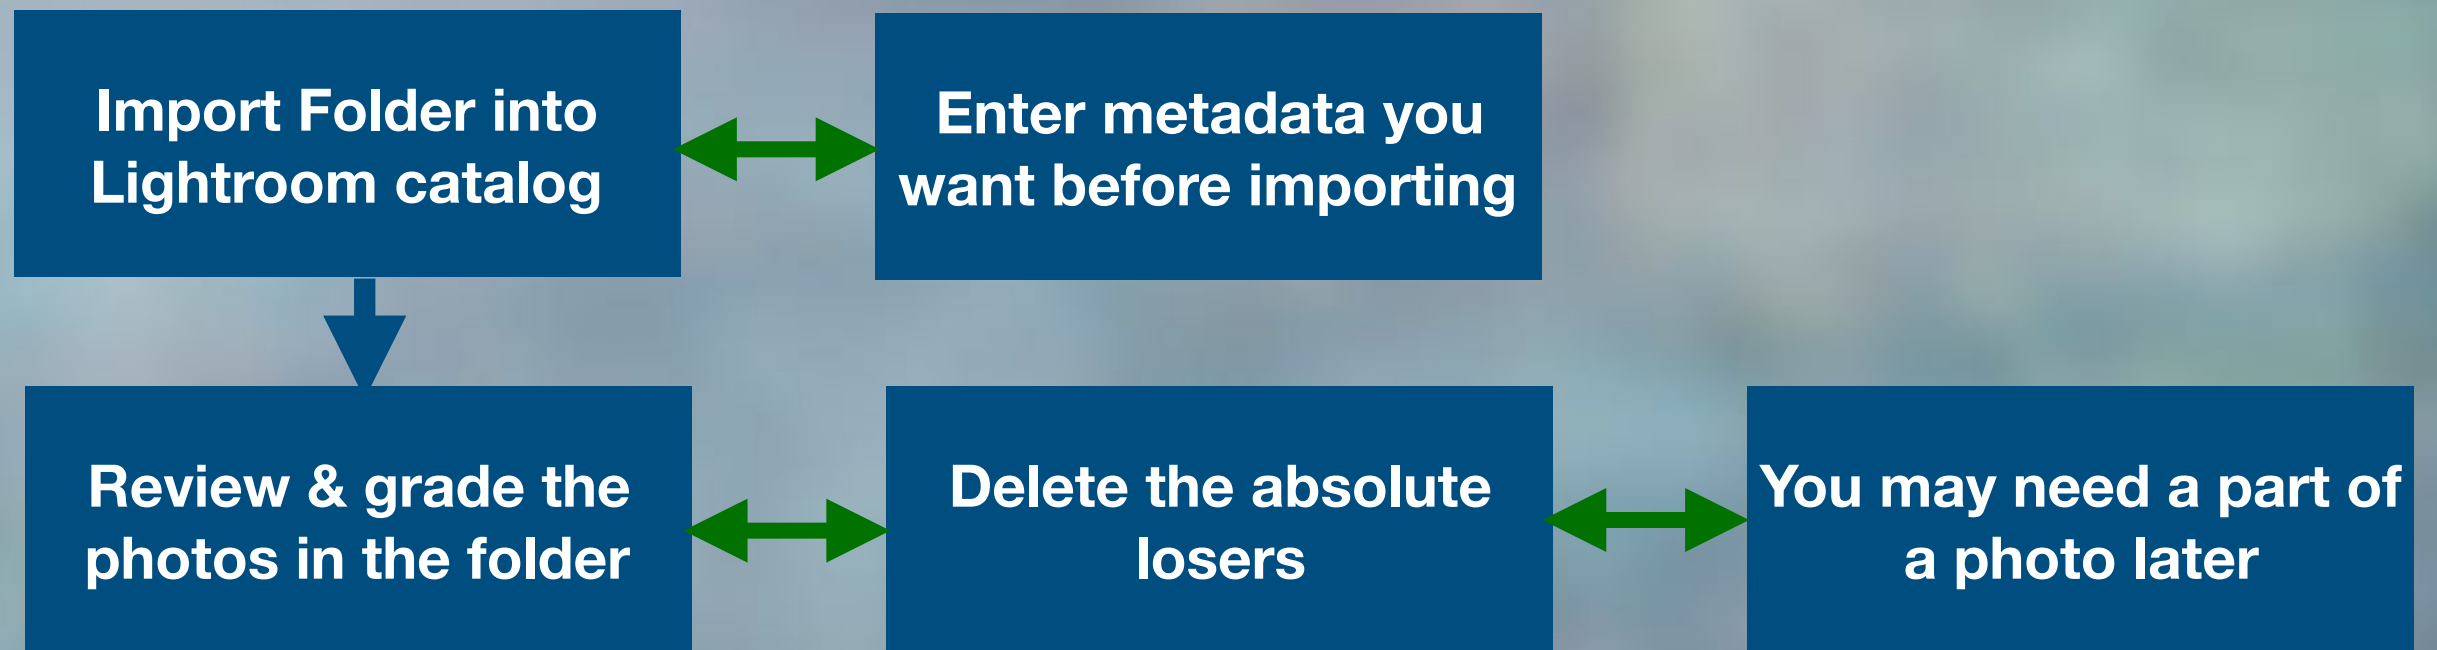 Import Folder into
Lightroom catalog
Enter metadata you
want before importing
Review & grade the
photos in the folder
Delete the absolute
losers
You may need a part of
a photo later